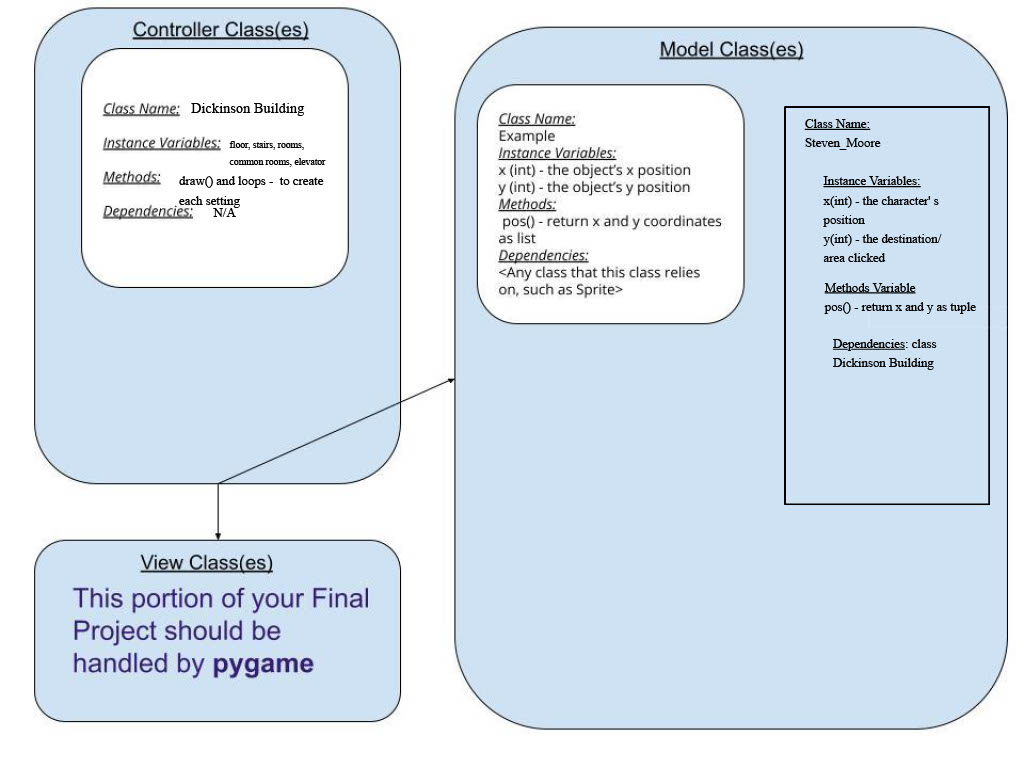 Controller Class(es)
Class Name: Dickinson Building
Instance Variables: floor, stairs, rooms,
common rooms, elevator
Methods: draw() and loops - to create
each setting
Dependencies: N/A
Model Class(es)
Class Name:
Example
Instance Variables:
x (int) - the object’s x position
y (int) - the object’s y position
Methods:
pos() - return x and y coordinates
as list
Dependencies:
<Any class that this class relies
on, such as Sprite>
Class Name:
Steven_Moore
Instance Variables:
x(int) - the character' s
position
y(int) - the destination/
area clicked
Methods Variable
pos() - return x and y as tuple
Dependencies: class
Dickinson Building
View Class(es)
This portion of your Final
Project should be
handled by pygame